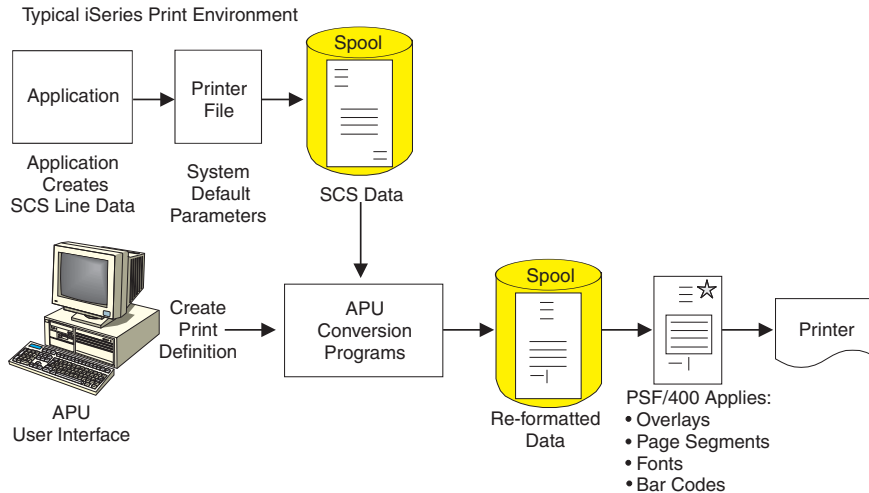 Typical iSeries Print Environment
Spool
Application
Printer
File
Application
Creates
SCS Line Data
System
Default
Parameters
SCS Data
Create
Print
Definition
APU
Conversion
Programs
Spool
Printer
APU
User Interface
Re-formatted
Data
PSF/400 Applies:
• Overlays
• Page Segments
• Fonts
• Bar Codes